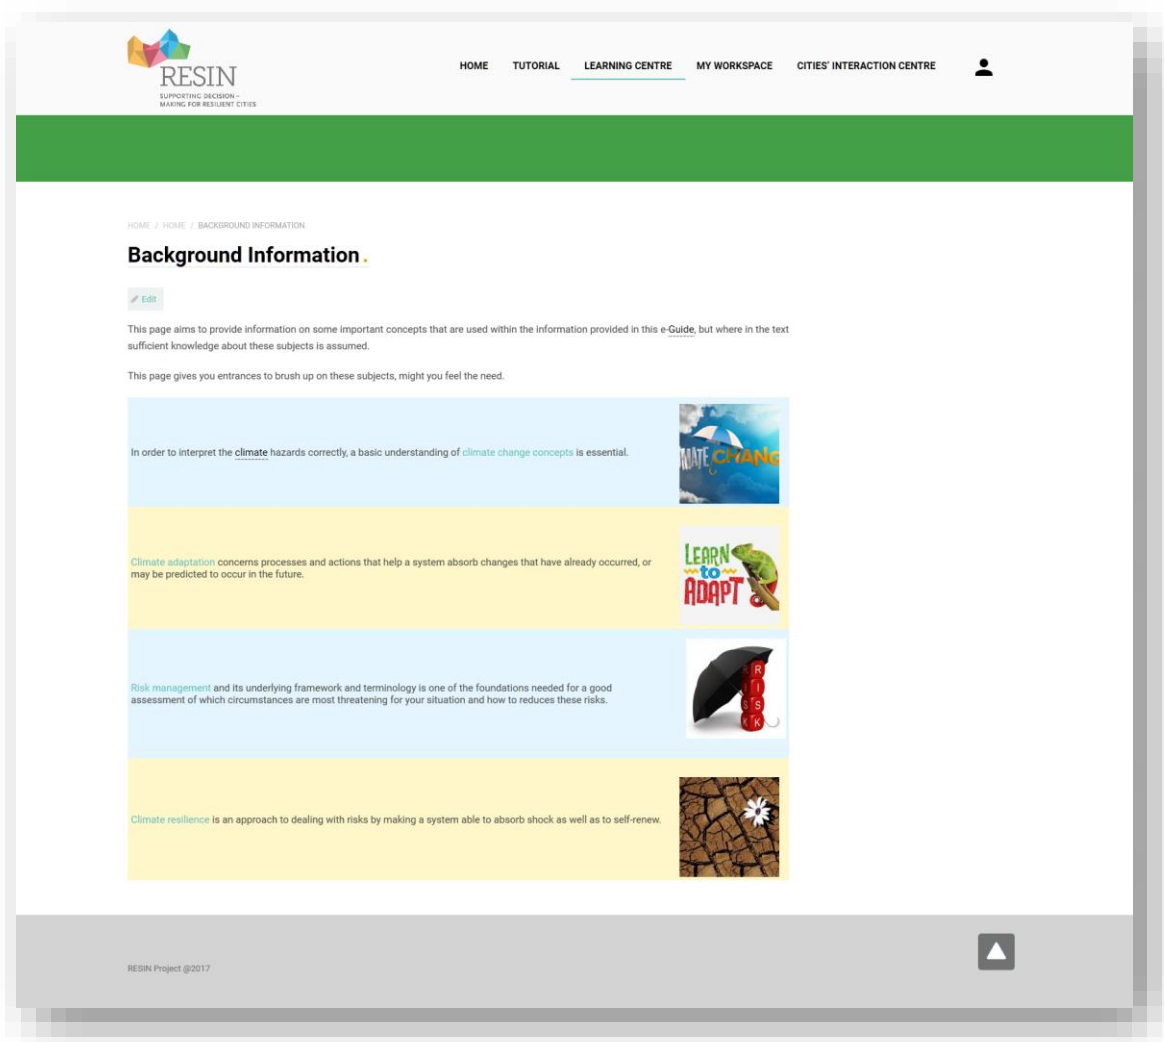 RESIN
SUPPORTING DECISION –
MAKING FOR RESILIENT CITIES
HOME TUTORIAL LEARNING CENTRE MY WORKSPACE CITIES' INTERACTION CENTRE
HOME / HOME / BACKGROUND INFORMATION
Background Information.
Edit
This page aims to provide information on some important concepts that are used within the information provided in this e-Guide, but where in the text
sufficient knowledge about these subjects is assumed.
This page gives you entrances to brush up on these subjects, might you feel the need.
In order to interpret the climate hazards correctly, a basic understanding of climate change concepts is essential.
MATE CHANG
Climate adaptation concerns processes and actions that help a system absorb changes that have already occurred, or
may be predicted to occur in the future.
LEARN
to
ADAPT
Risk management and its underlying framework and terminology is one of the foundations needed for a good
assessment of which circumstances are most threatening for your situation and how to reduces these risks.
R
I
S
K
Climate resilience is an approach to dealing with risks by making a system able to absorb shock as well as to self-renew.
RESIN Project @2017